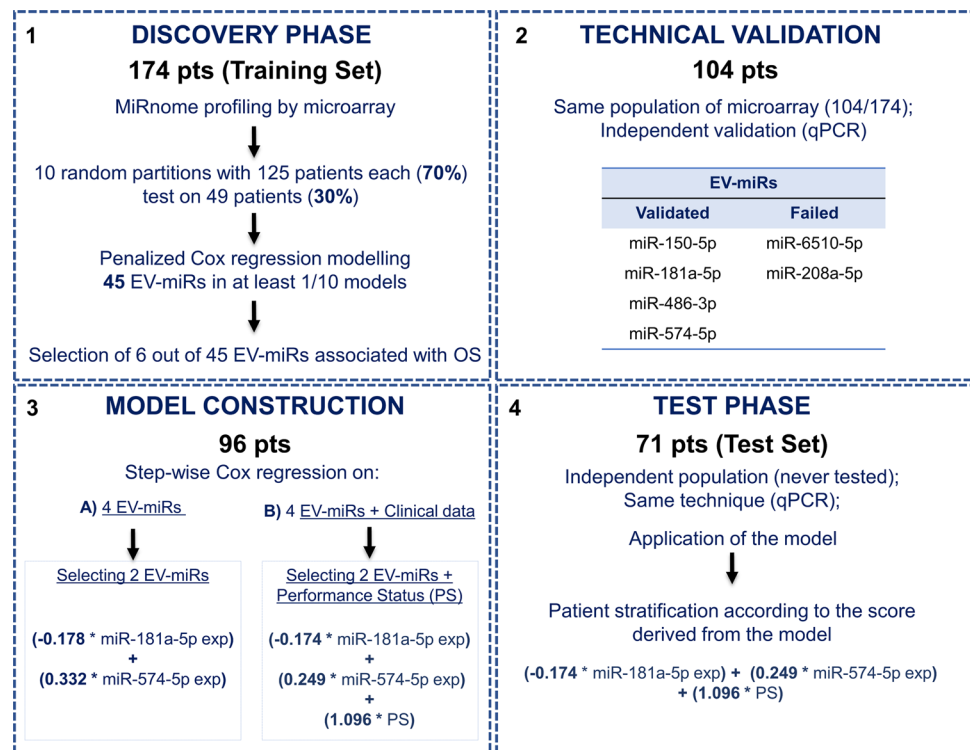 1
DISCOVERY PHASE
174 pts (Training Set)
MiRnome profiling by microarray
10 random partitions with 125 patients each (70%)
test on 49 patients (30%)
Penalized Cox regression modelling
45 EV-miRs in at least 1/10 models
Selection of 6 out of 45 EV-miRs associated with OS
2
TECHNICAL VALIDATION
104 pts
Same population of microarray (104/174);
Independent validation (qPCR)
EV-miRs
Validated Failed
miR-150-5p miR-6510-5p
miR-181a-5p miR-208a-5p
miR-486-3p
miR-574-5p
3
MODEL CONSTRUCTION
96 pts
Step-wise Cox regression on:
A) 4 EV-miRs
Selecting 2 EV-miRs
(-0.178 * miR-181a-5p exp)
+
(0.332 * miR-574-5p exp)
B) 4 EV-miRs + Clinical data
Selecting 2 EV-miRs +
Performance Status (PS)
(-0.174 * miR-181a-5p exp)
+
(0.249 * miR-574-5p exp)
+
(1.096 * PS)
4
TEST PHASE
71 pts (Test Set)
Independent population (never tested);
Same technique (qPCR);
Application of the model
Patient stratification according to the score
derived from the model
(-0.174 * miR-181a-5p exp) + (0.249 * miR-574-5p exp)
+ (1.096 * PS)